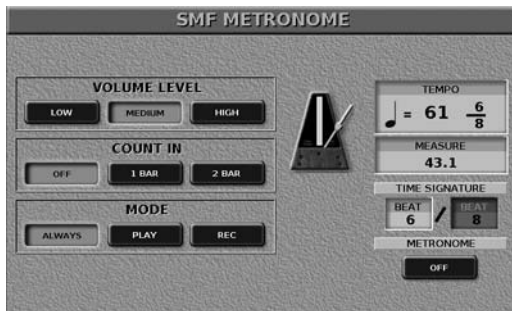 SMF METRONOME
VOLUME LEVEL
LOW MEDIUM HIGH
COUNT IN
OFF 1 BAR 2 BAR
MODE
ALWAYS PLAY REC
TEMPO
= 61 6/8
MEASURE
43.1
TIME SIGNATURE
BEAT 6 / BEAT 8
METRONOME
OFF